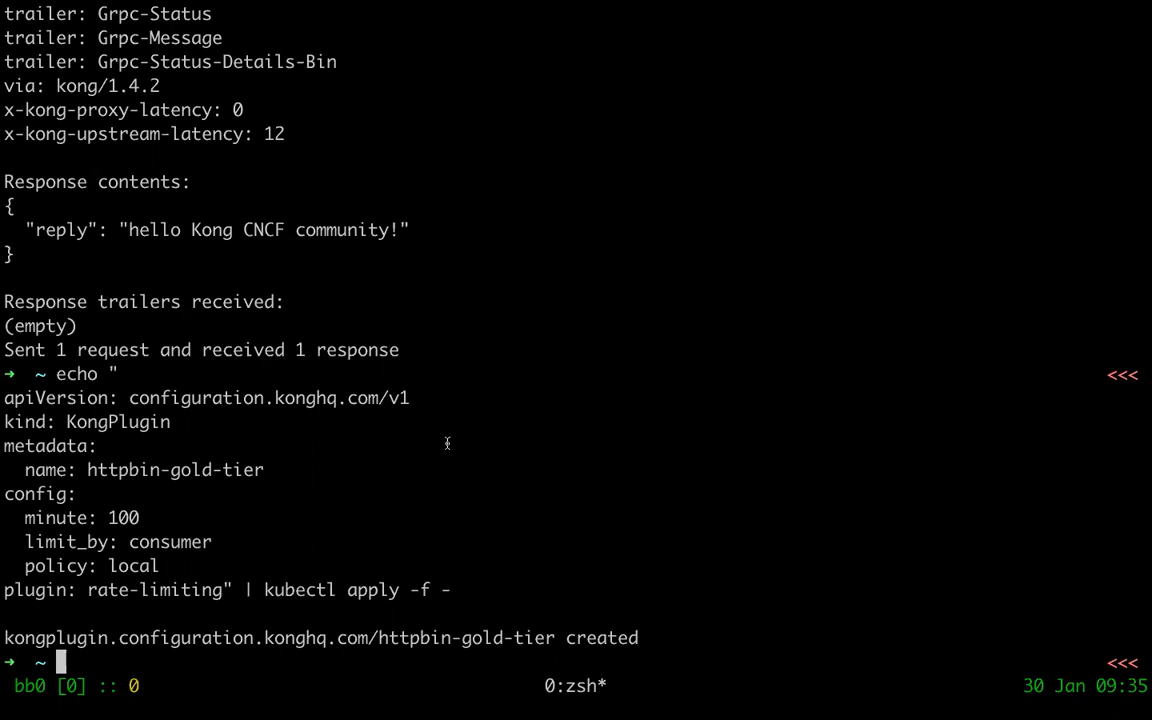 trailer: Grpc-Status
trailer: Grpc-Message
trailer: Grpc-Status-Details-Bin
via: kong/1.4.2
x-kong-proxy-latency: 0
x-kong-upstream-latency: 12
Response contents:
{
  "reply": "hello Kong CNCF community!"
}
Response trailers received:
(empty)
Sent 1 request and received 1 response
→  ~ echo " <<<
apiVersion: configuration.konghq.com/v1
kind: KongPlugin
metadata:
  name: httpbin-gold-tier
config:
  minute: 100
  limit_by: consumer
  policy: local
plugin: rate-limiting" | kubectl apply -f -
kongplugin.configuration.konghq.com/httpbin-gold-tier created
→  ~ <<<
bb0 [0] :: 0 0:zsh* 30 Jan 09:35